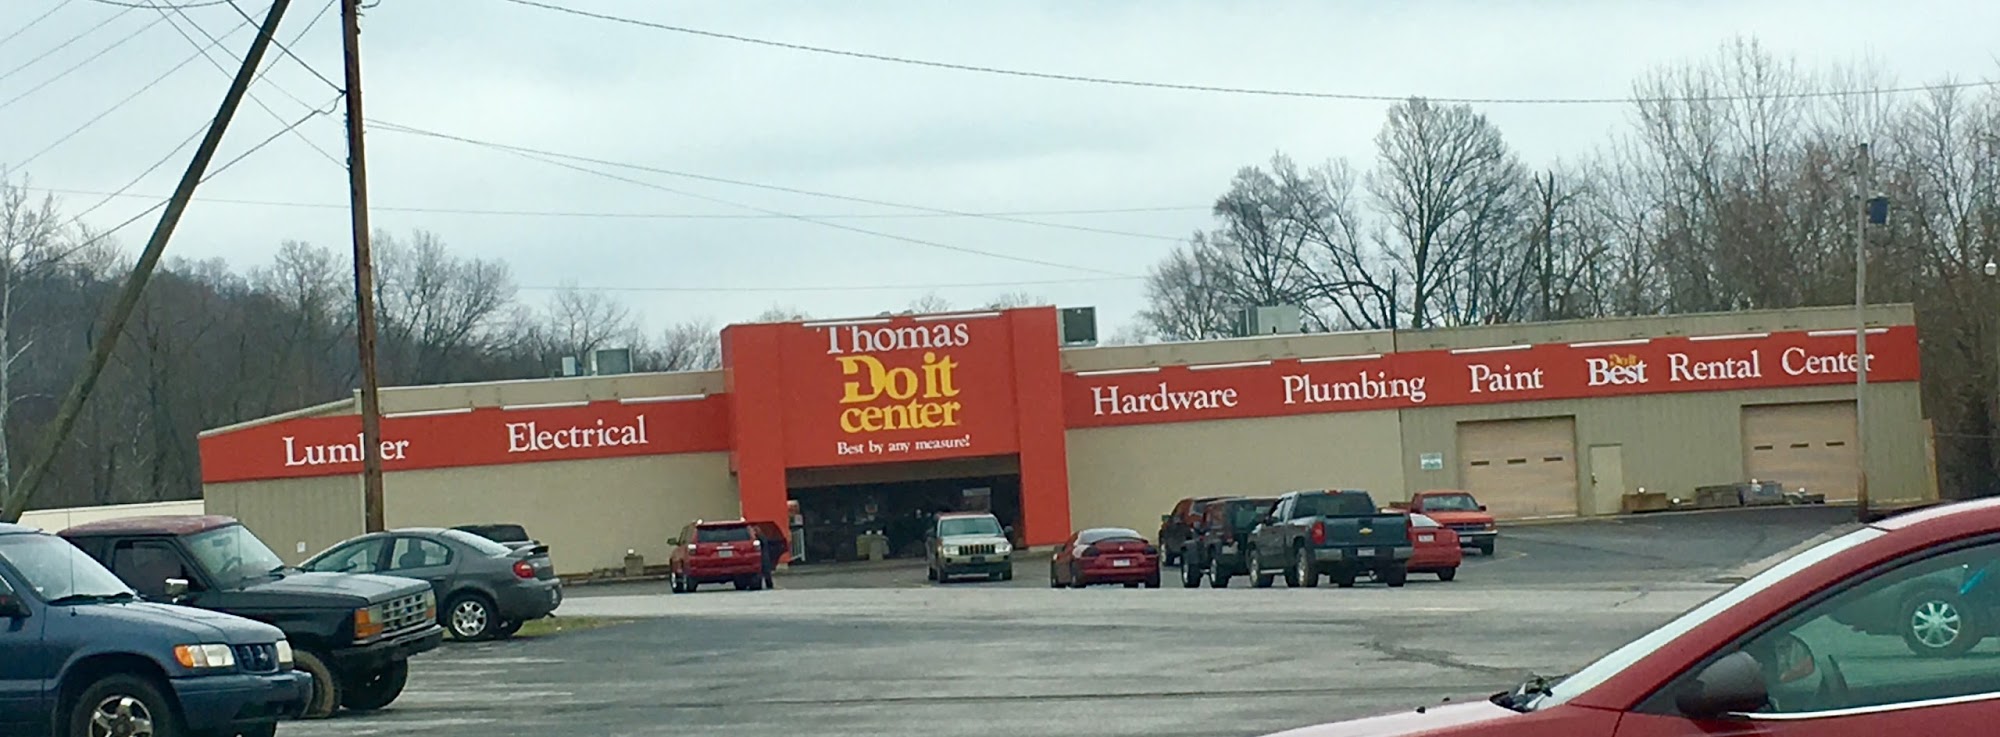 Thomas
Do it
center
Best by any measure!
Lumber Electrical
Hardware Plumbing Paint Do it Best Rental Center